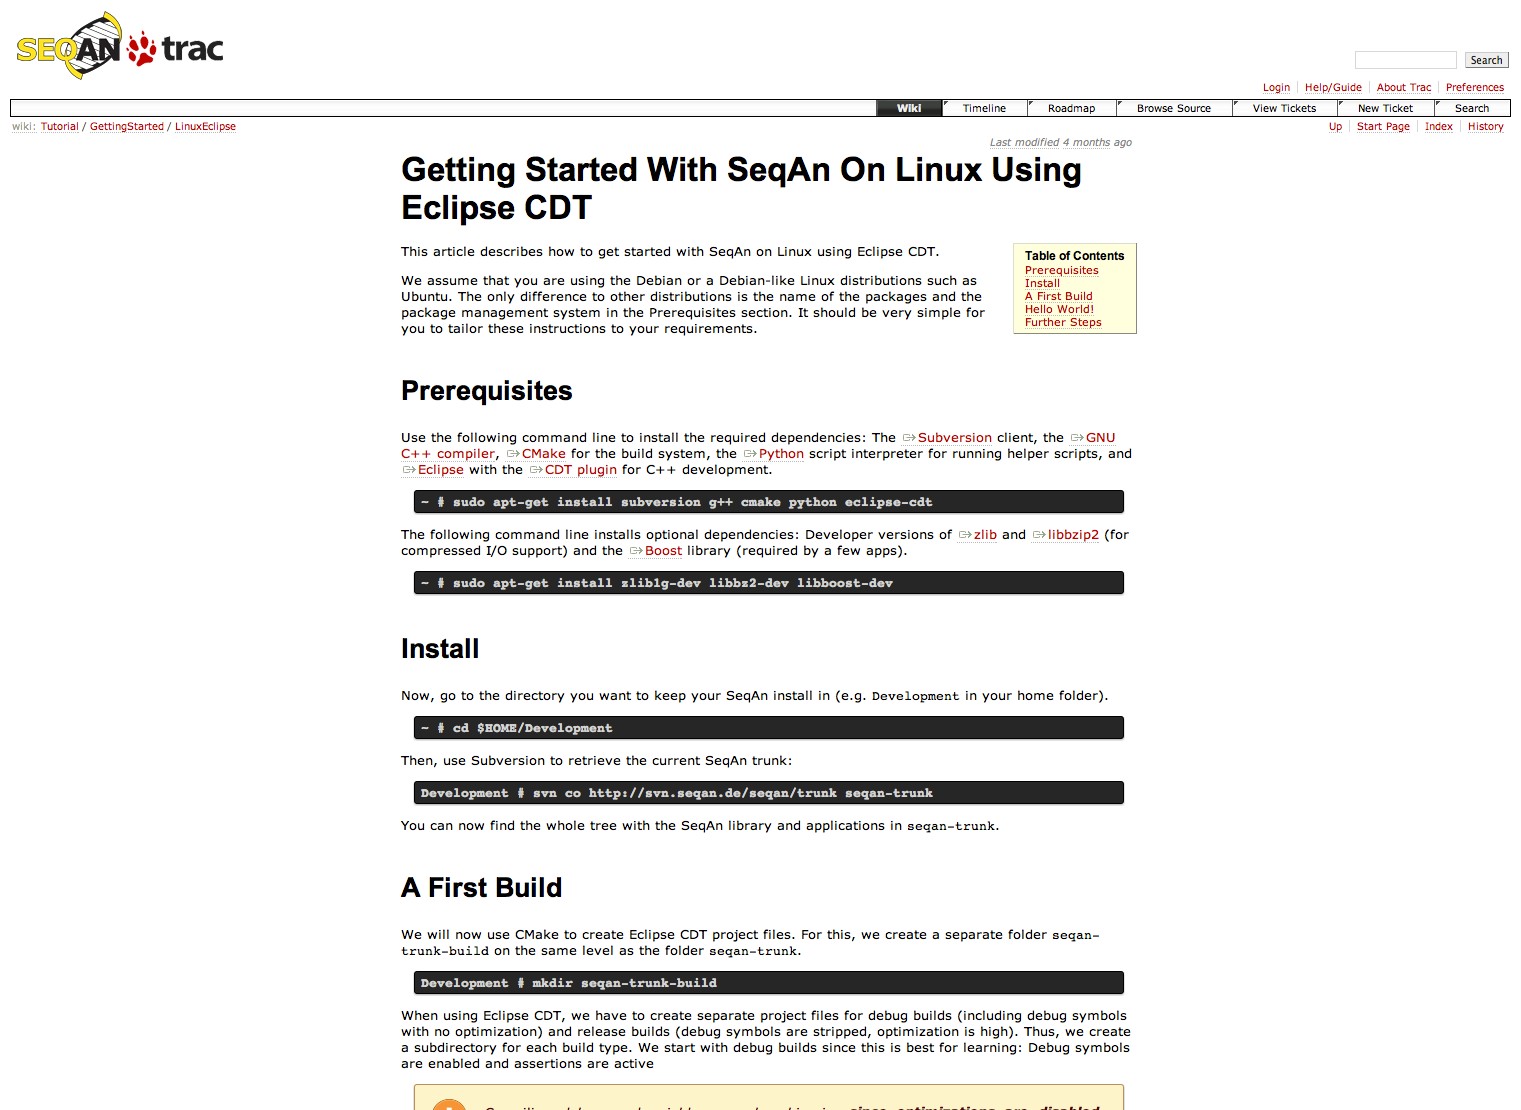 SEQAN trac
Search
Login Help/Guide About Trac Preferences
Wiki Timeline Roadmap Browse Source View Tickets New Ticket Search
wiki: Tutorial / GettingStarted / LinuxEclipse
Up Start Page Index History
Last modified 4 months ago
Getting Started With SeqAn On Linux Using
Eclipse CDT
This article describes how to get started with SeqAn on Linux using Eclipse CDT.
We assume that you are using the Debian or a Debian-like Linux distributions such as
Ubuntu. The only difference to other distributions is the name of the packages and the
package management system in the Prerequisites section. It should be very simple for
you to tailor these instructions to your requirements.
Table of Contents
Prerequisites
Install
A First Build
Hello World!
Further Steps
Prerequisites
Use the following command line to install the required dependencies: The Subversion client, the GNU
C++ compiler, CMake for the build system, the Python script interpreter for running helper scripts, and
Eclipse with the CDT plugin for C++ development.
~ # sudo apt-get install subversion g++ cmake python eclipse-cdt
The following command line installs optional dependencies: Developer versions of zlib and libbzip2 (for
compressed I/O support) and the Boost library (required by a few apps).
~ # sudo apt-get install zlib1g-dev libbz2-dev libboost-dev
Install
Now, go to the directory you want to keep your SeqAn install in (e.g. Development in your home folder).
~ # cd $HOME/Development
Then, use Subversion to retrieve the current SeqAn trunk:
Development # svn co http://svn.seqan.de/seqan/trunk seqan-trunk
You can now find the whole tree with the SeqAn library and applications in seqan-trunk.
A First Build
We will now use CMake to create Eclipse CDT project files. For this, we create a separate folder seqan-
trunk-build on the same level as the folder seqan-trunk.
Development # mkdir seqan-trunk-build
When using Eclipse CDT, we have to create separate project files for debug builds (including debug symbols
with no optimization) and release builds (debug symbols are stripped, optimization is high). Thus, we create
a subdirectory for each build type. We start with debug builds since this is best for learning: Debug symbols
are enabled and assertions are active
since optimizations are disabled